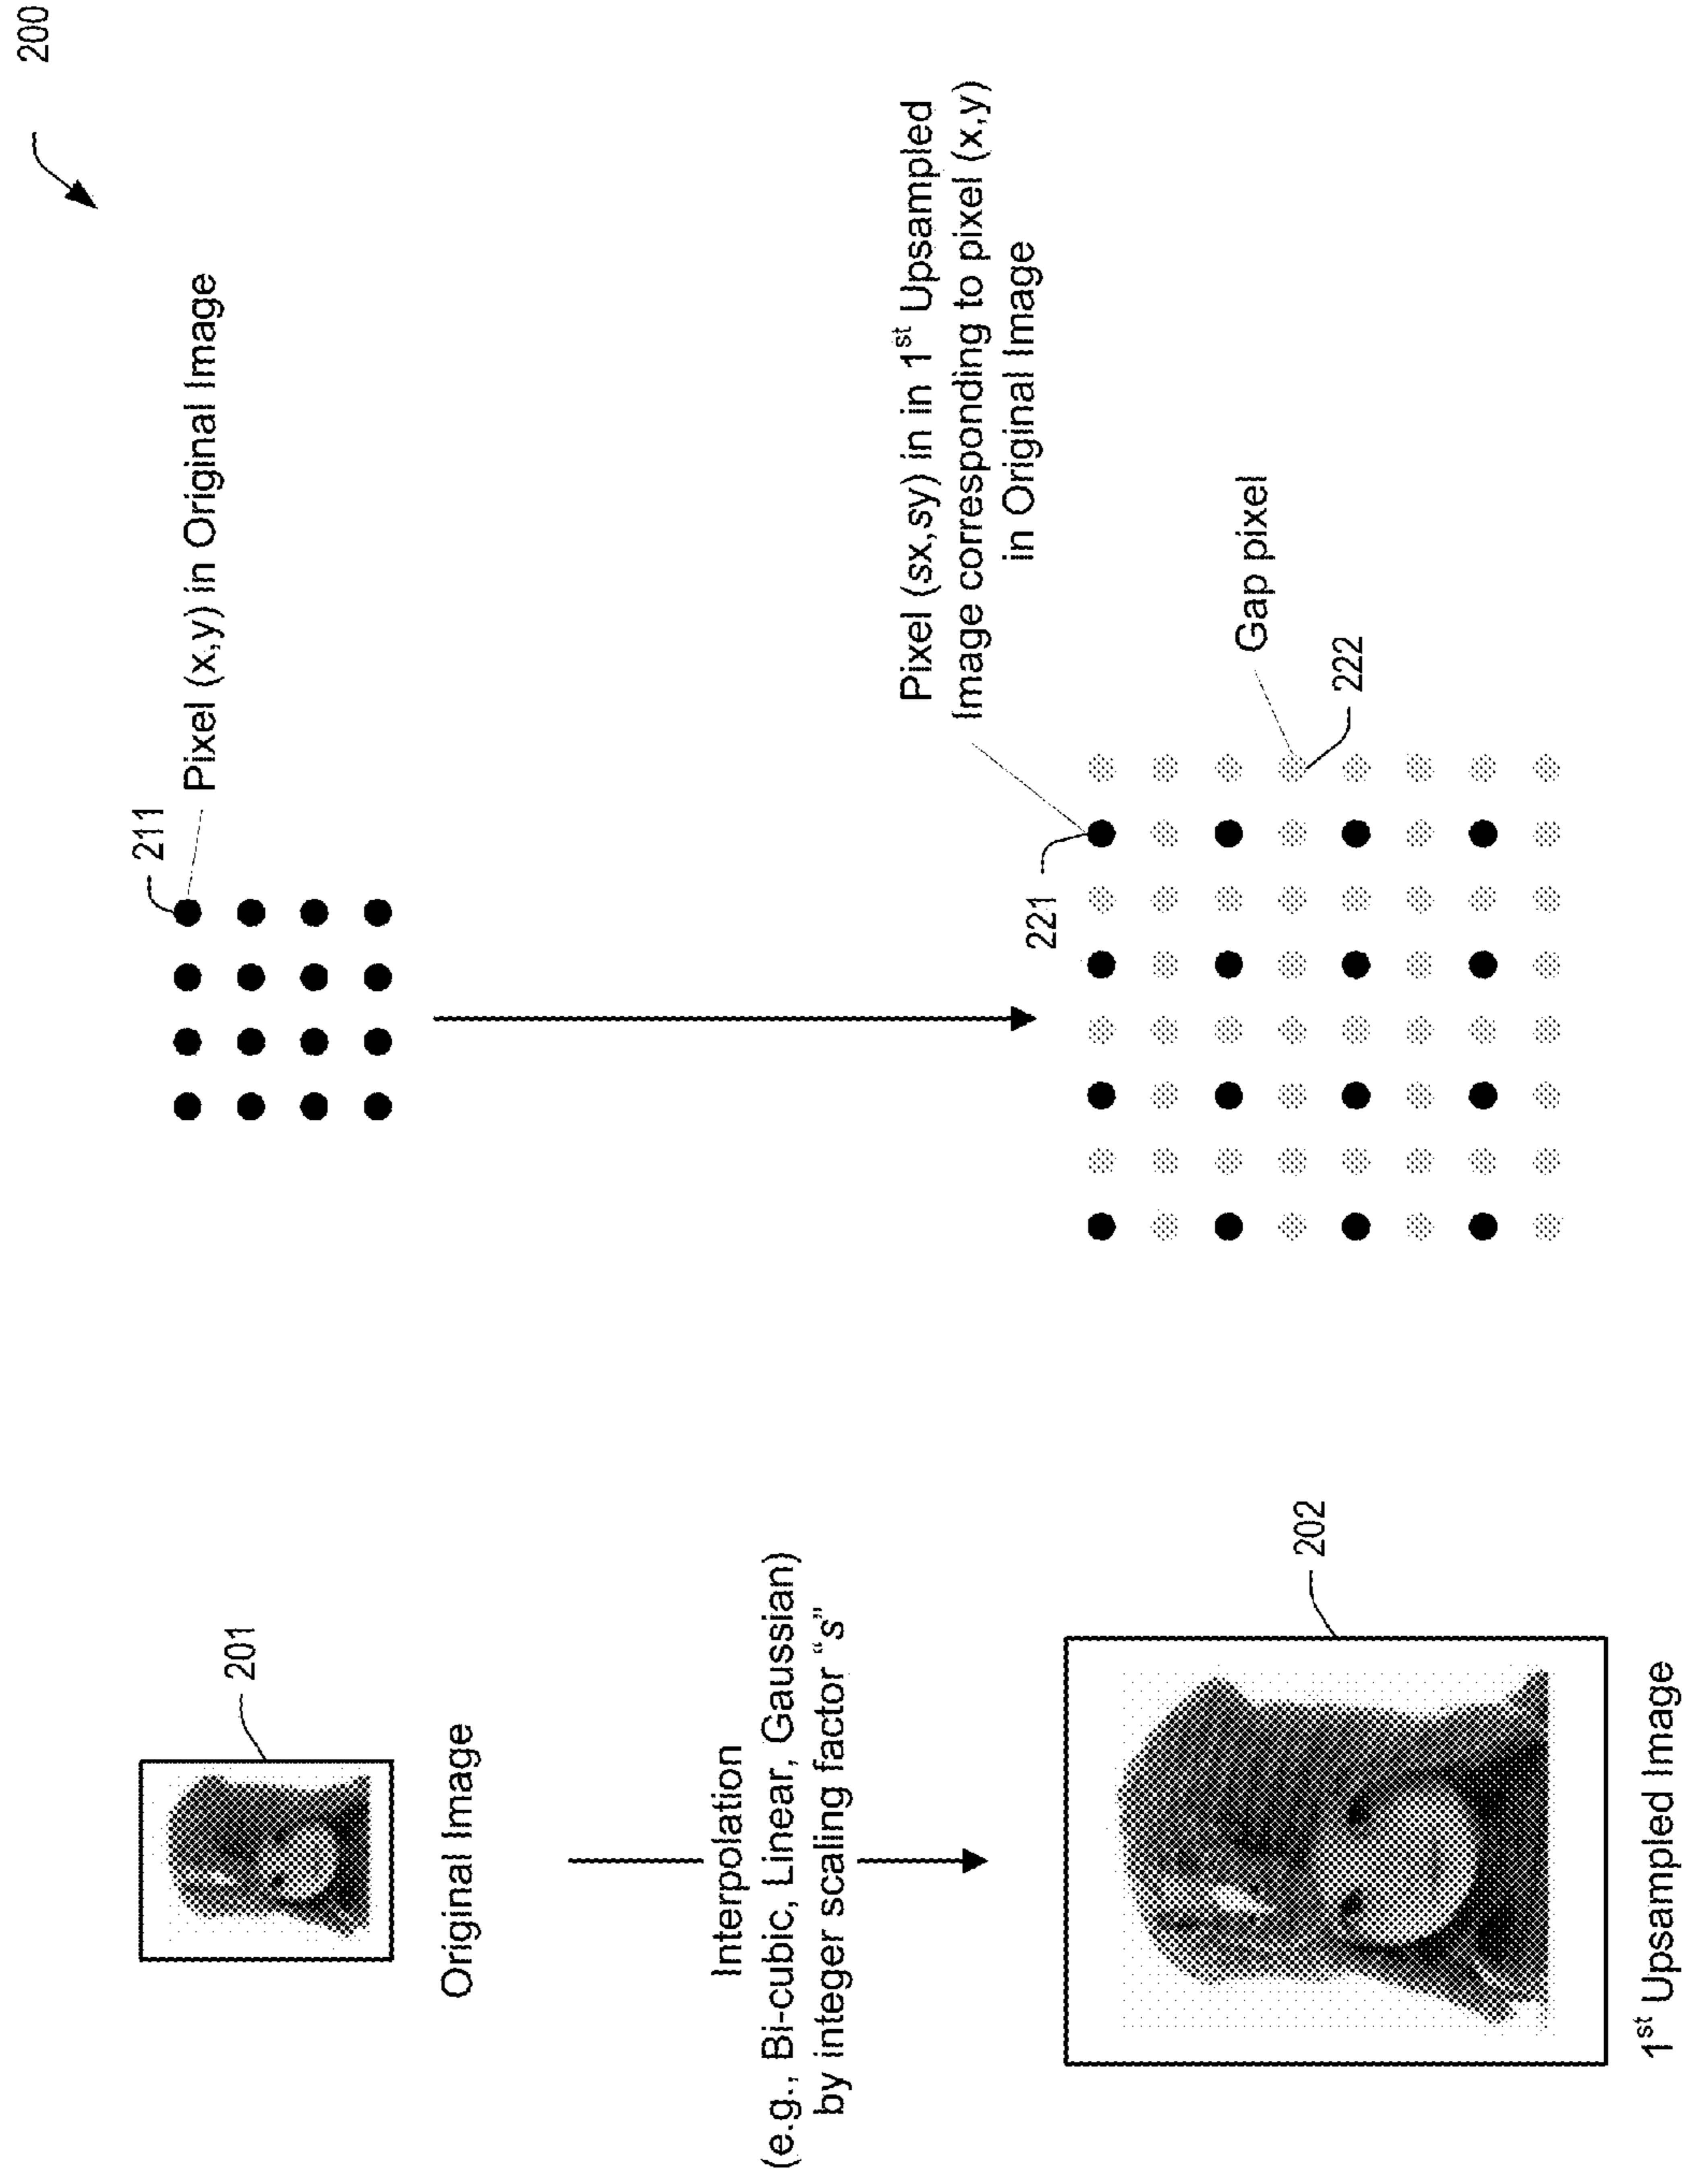 200
201
Original Image
Interpolation
(e.g., Bi-cubic, Linear, Gaussian)
by integer scaling factor “s”
202
1st Upsampled Image
211
Pixel (x,y) in Original Image
221
Pixel (sx,sy) in 1st Upsampled
Image corresponding to pixel (x,y)
in Original Image
Gap pixel
222